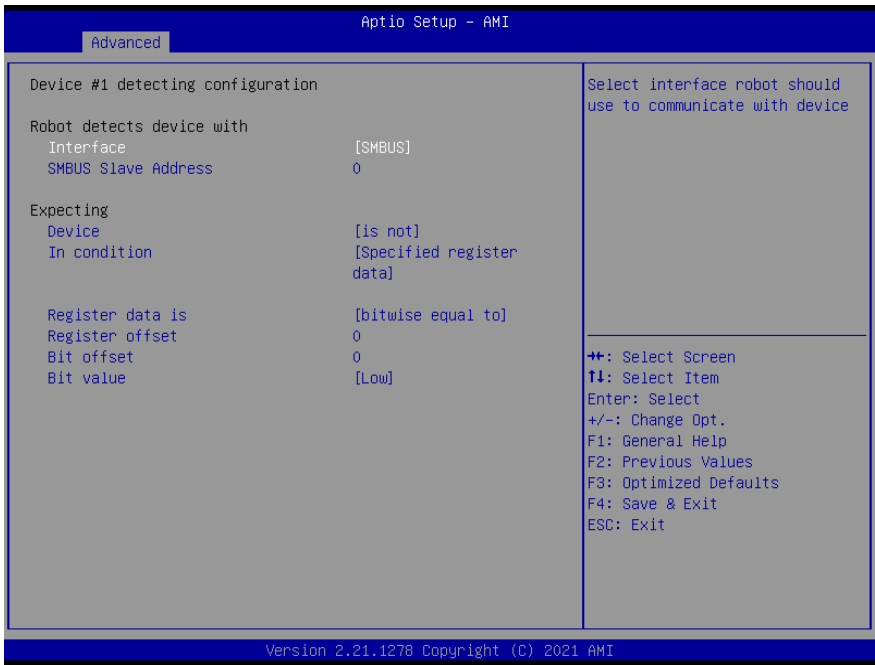 Aptio Setup – AMI
Advanced
Device #1 detecting configuration
Robot detects device with
Interface [SMBUS]
SMBUS Slave Address 0
Expecting
Device [is not]
In condition [Specified register
data]
Register data is [bitwise equal to]
Register offset 0
Bit offset 0
Bit value [Low]
Select interface robot should
use to communicate with device
→←: Select Screen
↑↓: Select Item
Enter: Select
+/-: Change Opt.
F1: General Help
F2: Previous Values
F3: Optimized Defaults
F4: Save & Exit
ESC: Exit
Version 2.21.1278 Copyright (C) 2021 AMI